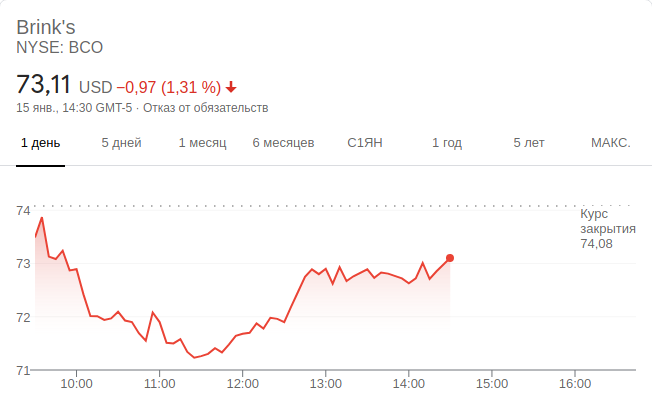 Brink's
NYSE: BCO
73,11 USD −0,97 (1,31 %)
15 янв., 14:30 GMT-5 · Отказ от обязательств
1 день 5 дней 1 месяц 6 месяцев С1ЯН 1 год 5 лет МАКС.
74
Курс
закрытия
74,08
73
72
71
10:00 11:00 12:00 13:00 14:00 15:00 16:00